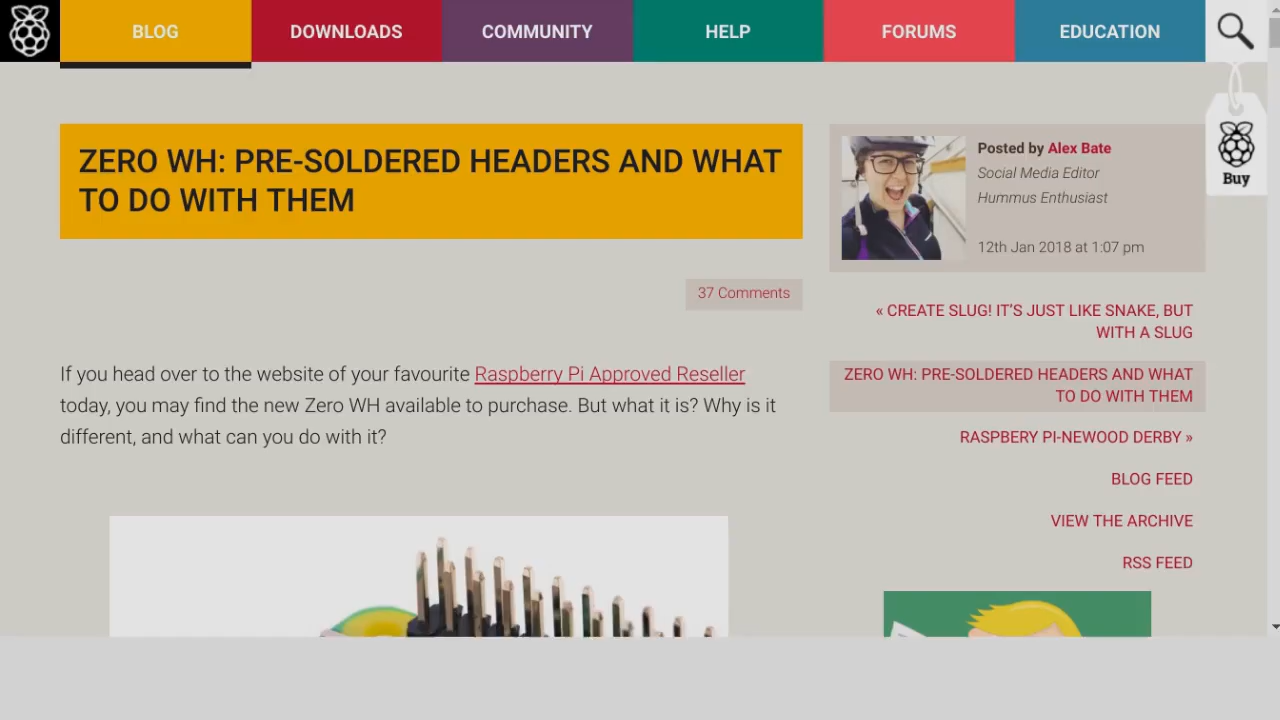 BLOG
DOWNLOADS
COMMUNITY
HELP
FORUMS
EDUCATION
Buy
ZERO WH: PRE-SOLDERED HEADERS AND WHAT
TO DO WITH THEM
37 Comments
If you head over to the website of your favourite Raspberry Pi Approved Reseller
today, you may find the new Zero WH available to purchase. But what it is? Why is it
different, and what can you do with it?
Posted by Alex Bate
Social Media Editor
Hummus Enthusiast
12th Jan 2018 at 1:07 pm
« CREATE SLUG! IT’S JUST LIKE SNAKE, BUT
WITH A SLUG
ZERO WH: PRE-SOLDERED HEADERS AND WHAT
TO DO WITH THEM
RASPBERY PI-NEWOOD DERBY »
BLOG FEED
VIEW THE ARCHIVE
RSS FEED